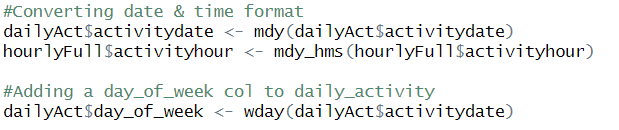 #Converting date & time format
dailyAct$activitydate <- mdy(dailyAct$activitydate)
hourlyFull$activityhour <- mdy_hms(hourlyFull$activityhour)
#Adding a day_of_week col to daily_activity
dailyAct$day_of_week <- wday(dailyAct$activitydate)